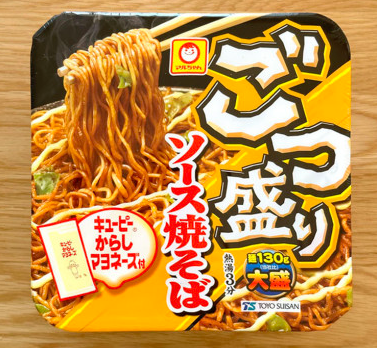 マルちゃん
ごつ盛り
ソース焼そば
キユーピー®
からし
マヨネーズ付
麺130g
大盛
熱湯3分
TS TOYO SUISAN